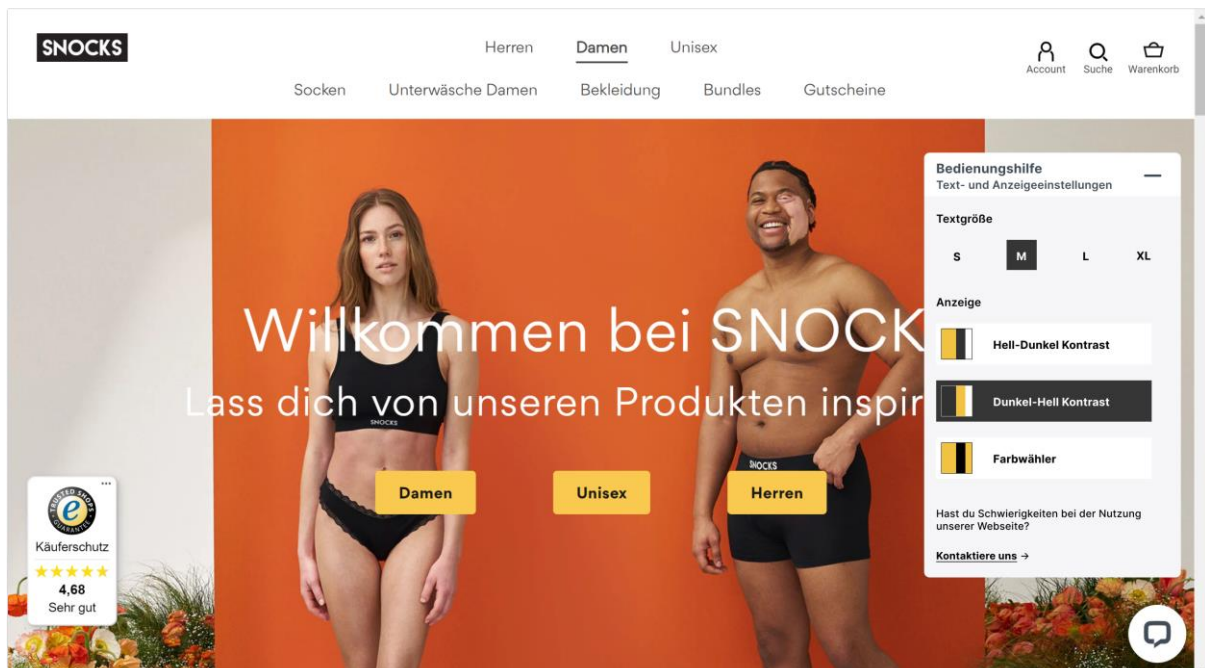 SNOCKS
Herren Damen Unisex
Account Suche Warenkorb
Socken Unterwäsche Damen Bekleidung Bundles Gutscheine
Bedienungshilfe
Text- und Anzeigeeinstellungen
Textgröße
S M L XL
Anzeige
Hell-Dunkel Kontrast
Dunkel-Hell Kontrast
Farbwähler
Hast du Schwierigkeiten bei der Nutzung
unserer Webseite?
Kontaktiere uns →
Willkommen bei SNOCK
Lass dich von unseren Produkten inspir
SNOCKS
SNOCKS
Damen Unisex Herren
TRUSTED SHOPS
GUARANTEE
e
Käuferschutz
★★★★★
4,68
Sehr gut